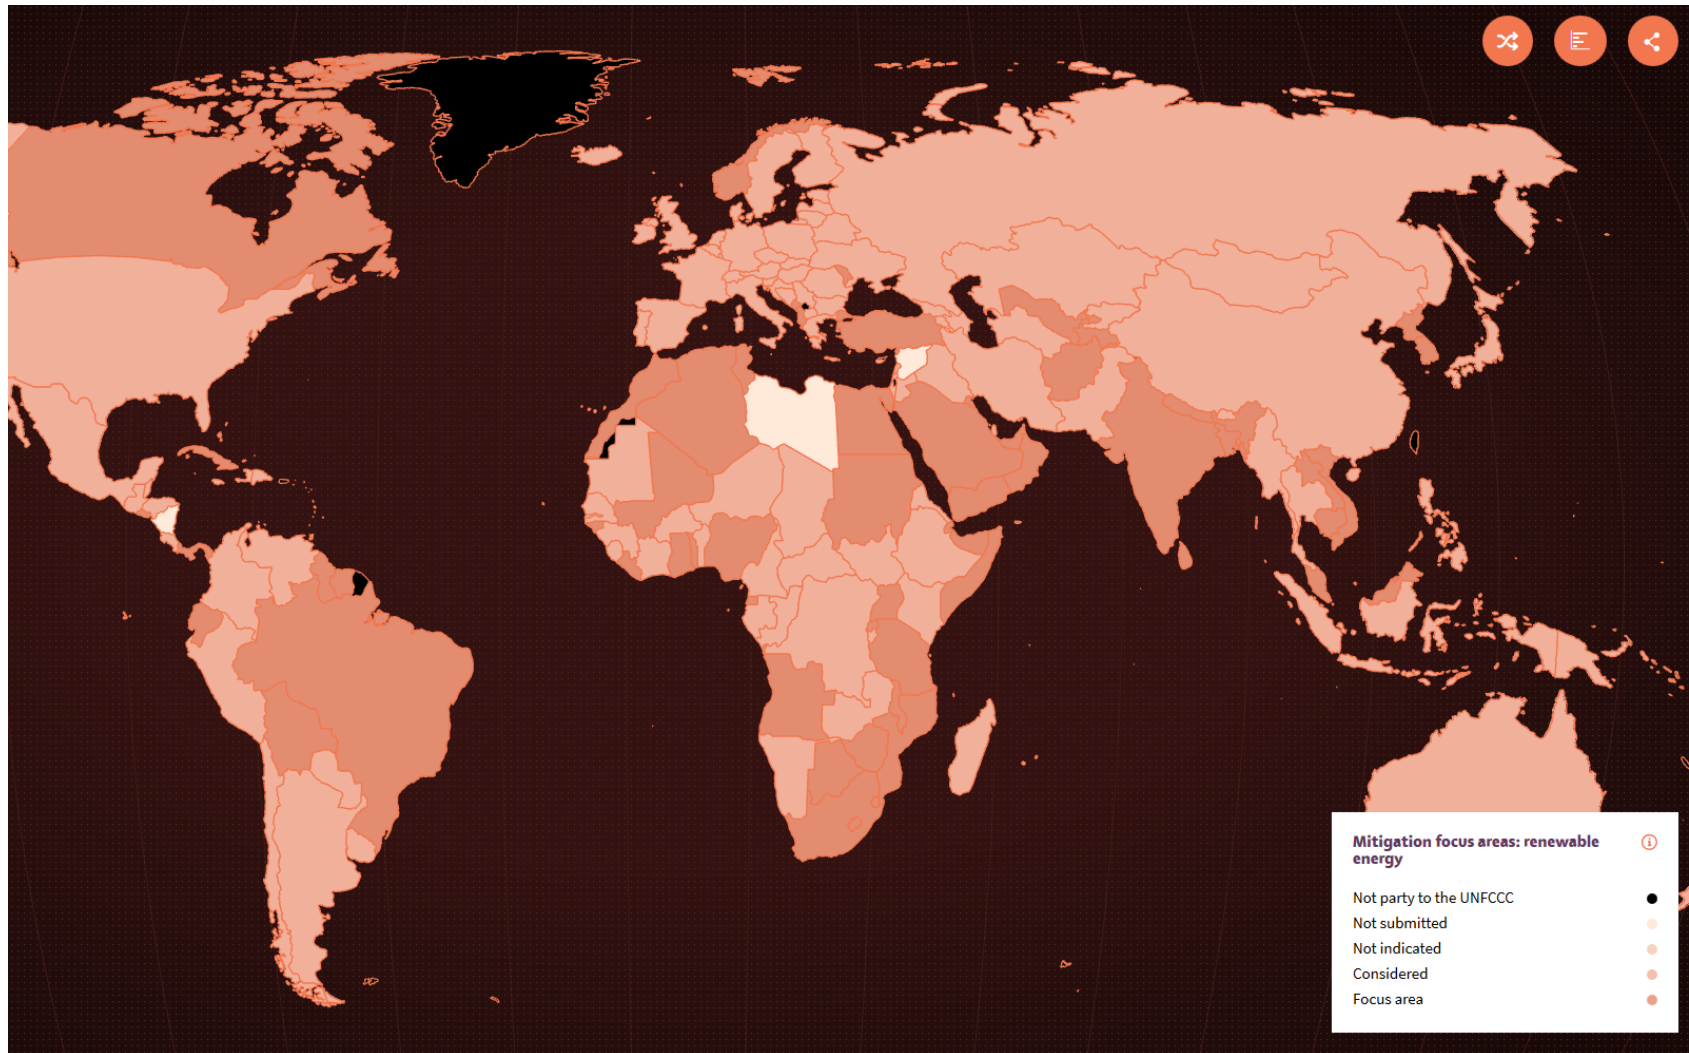 Mitigation focus areas: renewable
energy
Not party to the UNFCCC
Not submitted
Not indicated
Considered
Focus area